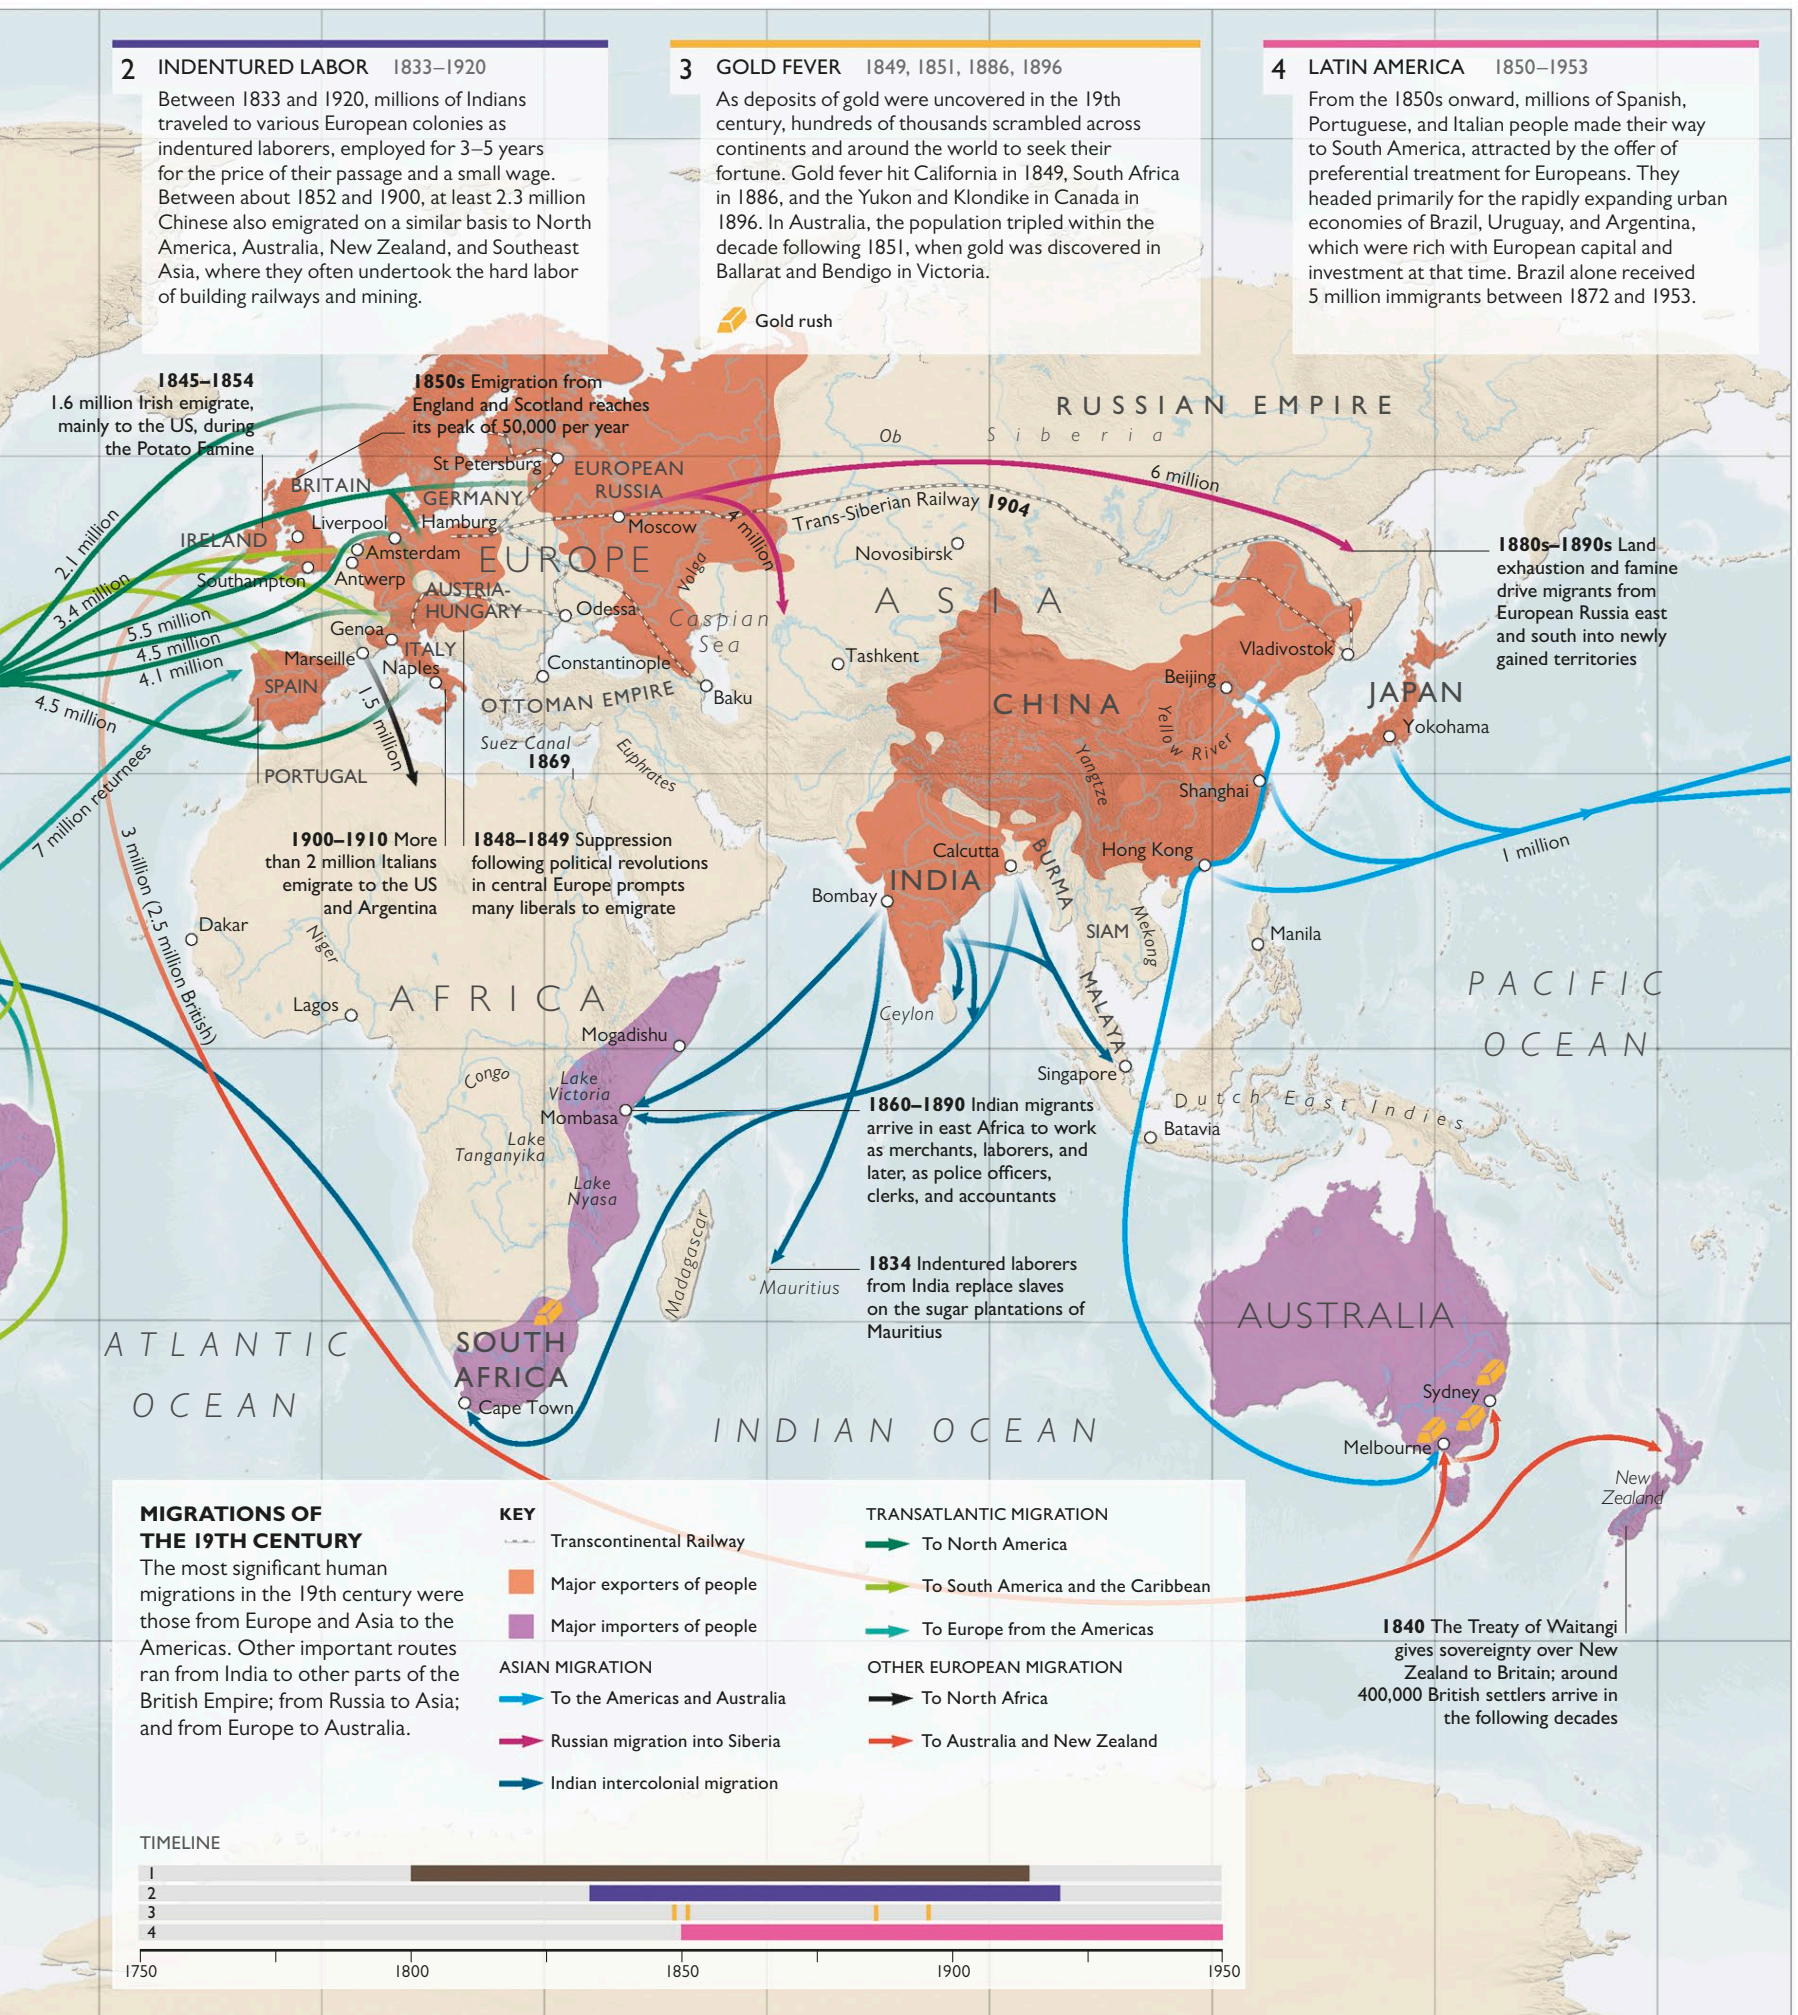 2 INDENTURED LABOR 1833–1920
Between 1833 and 1920, millions of Indians
traveled to various European colonies as
indentured laborers, employed for 3–5 years
for the price of their passage and a small wage.
Between about 1852 and 1900, at least 2.3 million
Chinese also emigrated on a similar basis to North
America, Australia, New Zealand, and Southeast
Asia, where they often undertook the hard labor
of building railways and mining.
3 GOLD FEVER 1849, 1851, 1886, 1896
As deposits of gold were uncovered in the 19th
century, hundreds of thousands scrambled across
continents and around the world to seek their
fortune. Gold fever hit California in 1849, South Africa
in 1886, and the Yukon and Klondike in Canada in
1896. In Australia, the population tripled within the
decade following 1851, when gold was discovered in
Ballarat and Bendigo in Victoria.
Gold rush
4 LATIN AMERICA 1850–1953
From the 1850s onward, millions of Spanish,
Portuguese, and Italian people made their way
to South America, attracted by the offer of
preferential treatment for Europeans. They
headed primarily for the rapidly expanding urban
economies of Brazil, Uruguay, and Argentina,
which were rich with European capital and
investment at that time. Brazil alone received
5 million immigrants between 1872 and 1953.
1845–1854
1.6 million Irish emigrate,
mainly to the US, during
the Potato Famine
1850s Emigration from
England and Scotland reaches
its peak of 50,000 per year
RUSSIAN EMPIRE
Ob
Siberia
St Petersburg
EUROPEAN
RUSSIA
6 million
BRITAIN
GERMANY
Trans-Siberian Railway 1904
Liverpool
Hamburg
Moscow
4 million
2.1 million
IRELAND
Amsterdam
EUROPE
Novosibirsk
1880s–1890s Land
exhaustion and famine
drive migrants from
European Russia east
and south into newly
gained territories
3.4 million
Southampton
Antwerp
AUSTRIA-
HUNGARY
Volga
ASIA
5.5 million
Odessa
Caspian
Sea
4.5 million
Genoa
ITALY
4.1 million
Marseille
Naples
Constantinople
Tashkent
Vladivostok
SPAIN
Beijing
JAPAN
OTTOMAN EMPIRE
Baku
CHINA
4.5 million
1.5 million
Yellow River
Yokohama
Suez Canal
1869
Euphrates
Yangtze
PORTUGAL
Shanghai
7 million returnees
3 million (2.5 million British)
1900–1910 More
than 2 million Italians
emigrate to the US
and Argentina
1848–1849 Suppression
following political revolutions
in central Europe prompts
many liberals to emigrate
Calcutta
BURMA
Hong Kong
1 million
INDIA
Bombay
Dakar
Niger
SIAM
Mekong
Manila
AFRICA
Lagos
MALAYA
PACIFIC
OCEAN
Ceylon
Mogadishu
Congo
Lake
Victoria
Singapore
Mombasa
1860–1890 Indian migrants
arrive in east Africa to work
as merchants, laborers, and
later, as police officers,
clerks, and accountants
Dutch East Indies
Batavia
Lake
Tanganyika
Lake
Nyasa
Madagascar
Mauritius
1834 Indentured laborers
from India replace slaves
on the sugar plantations of
Mauritius
AUSTRALIA
ATLANTIC
OCEAN
SOUTH
AFRICA
Cape Town
INDIAN OCEAN
Sydney
Melbourne
New
Zealand
MIGRATIONS OF
THE 19TH CENTURY
The most significant human
migrations in the 19th century were
those from Europe and Asia to the
Americas. Other important routes
ran from India to other parts of the
British Empire; from Russia to Asia;
and from Europe to Australia.
KEY
Transcontinental Railway
Major exporters of people
Major importers of people
ASIAN MIGRATION
To the Americas and Australia
Russian migration into Siberia
Indian intercolonial migration
TRANSATLANTIC MIGRATION
To North America
To South America and the Caribbean
To Europe from the Americas
OTHER EUROPEAN MIGRATION
To North Africa
To Australia and New Zealand
1840 The Treaty of Waitangi
gives sovereignty over New
Zealand to Britain; around
400,000 British settlers arrive in
the following decades
TIMELINE
1
2
3
4
1750 1800 1850 1900 1950